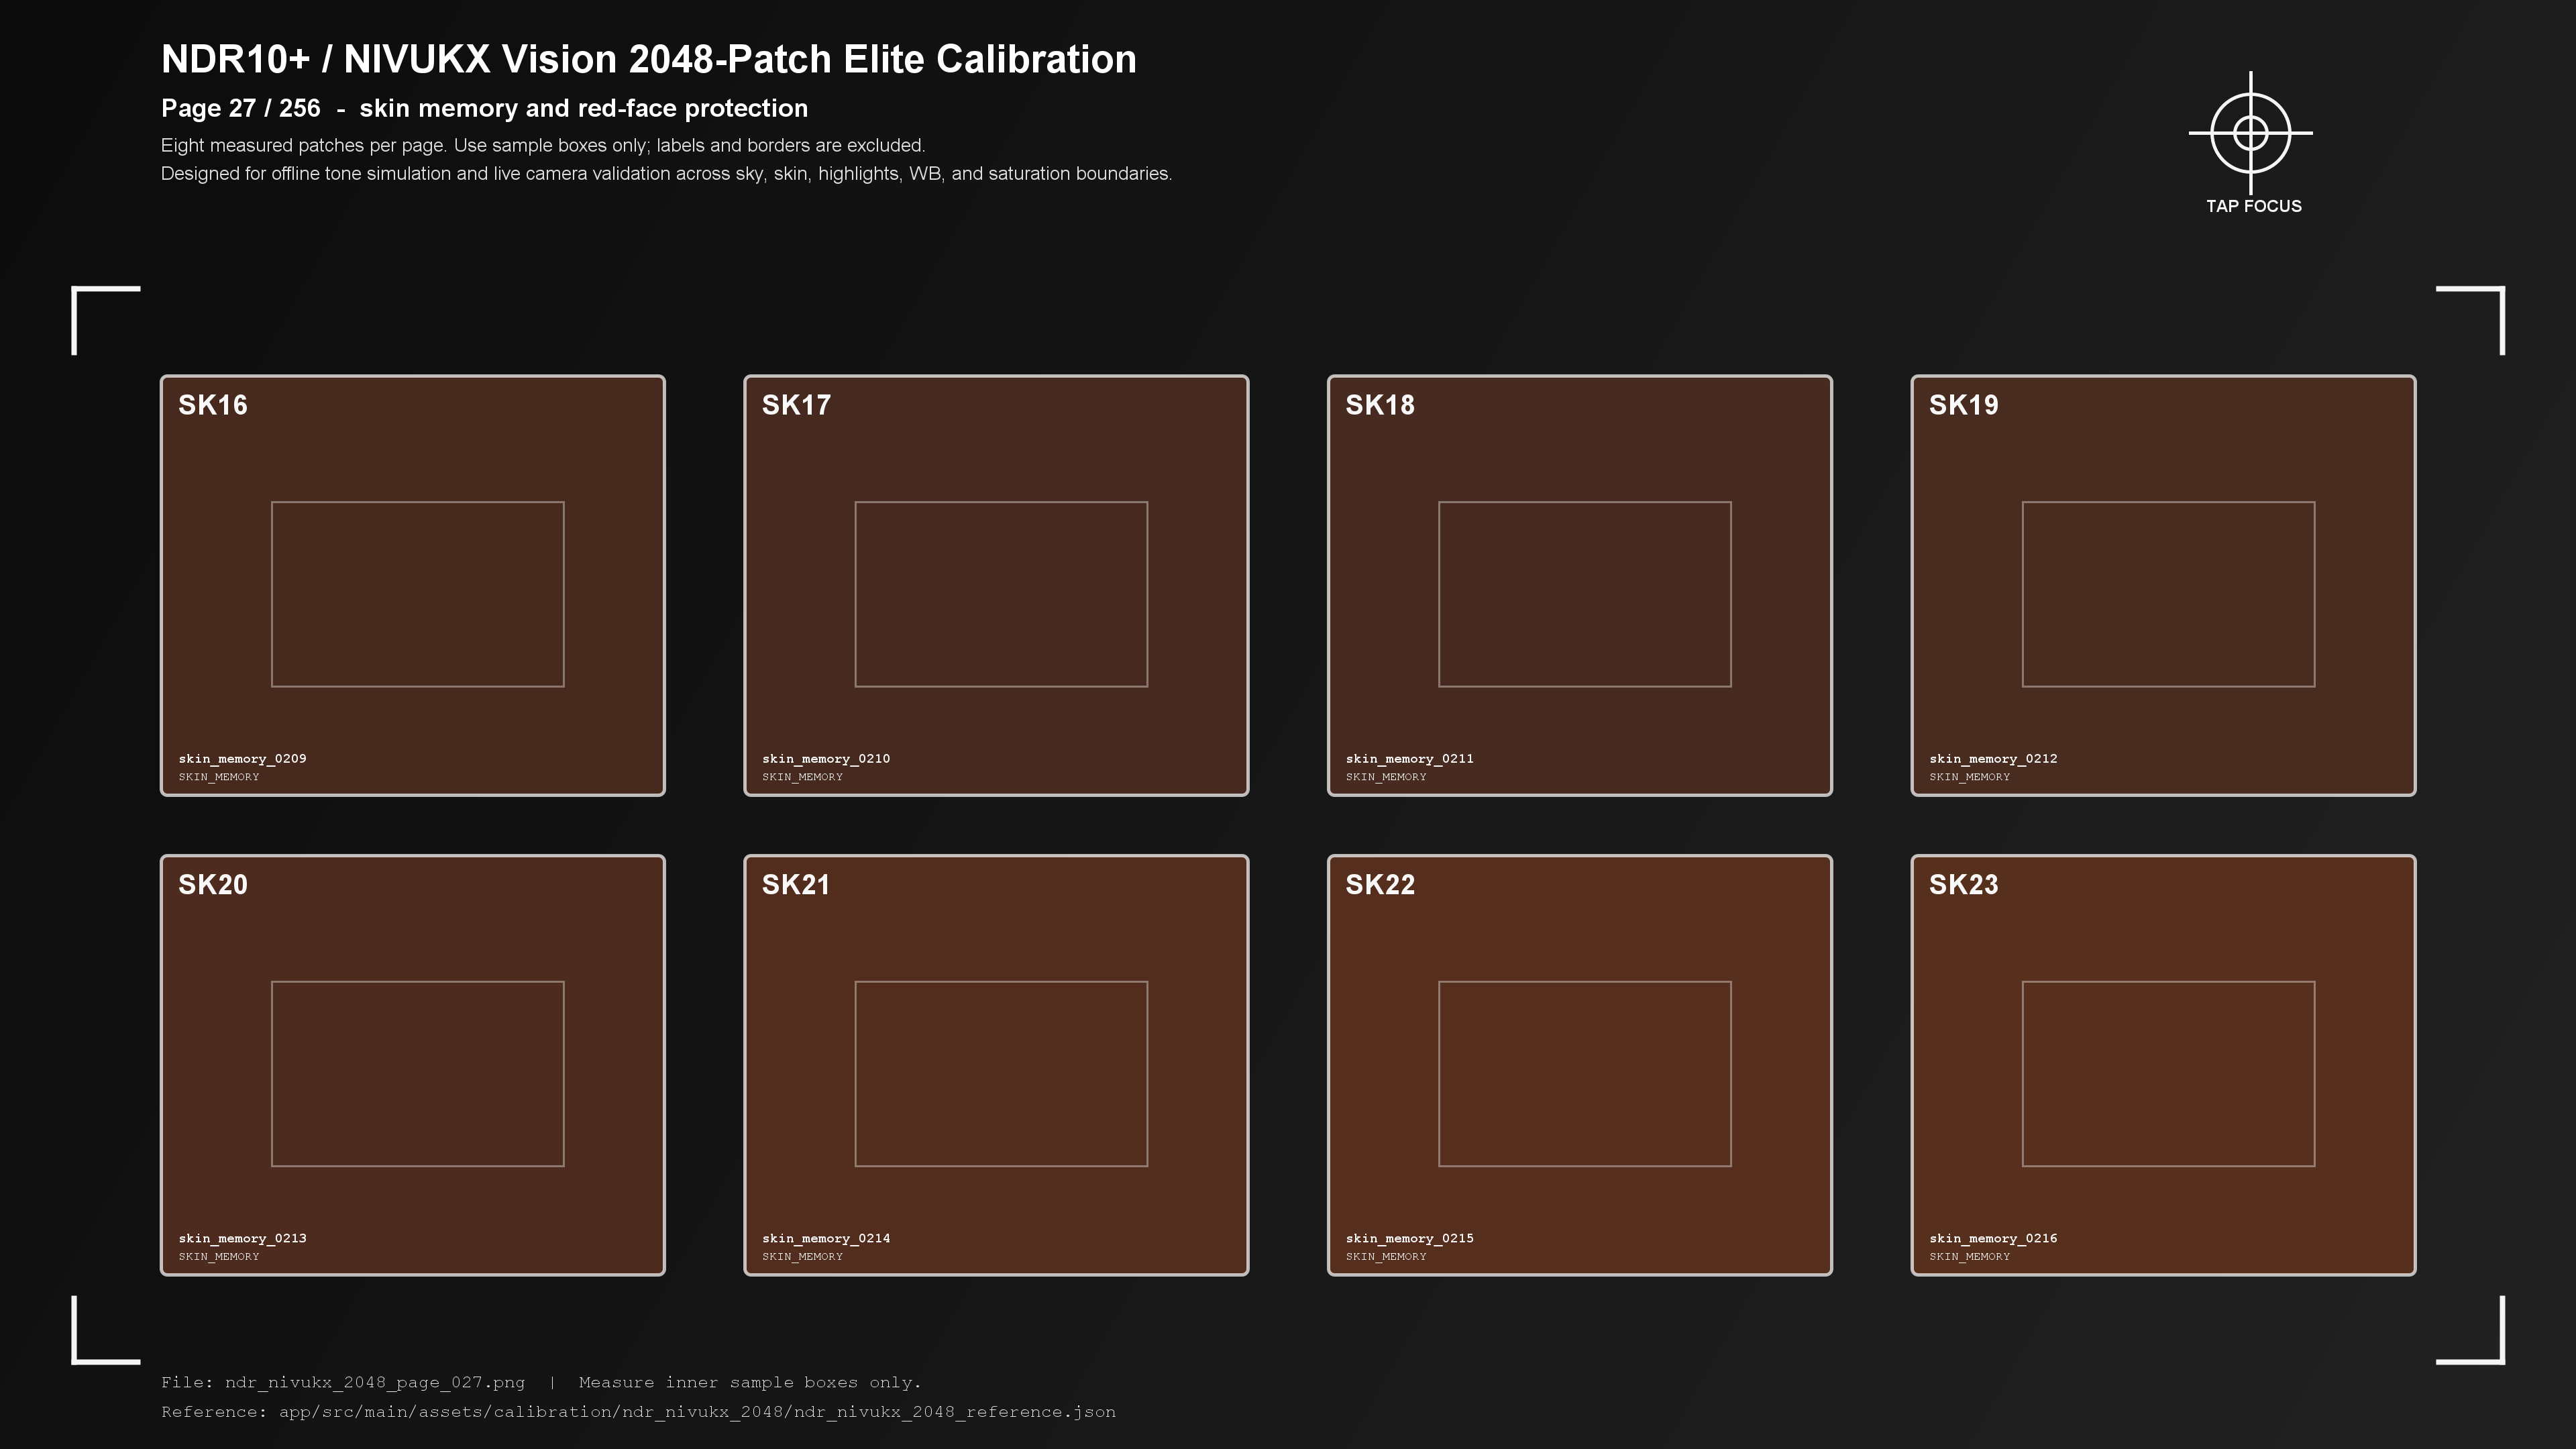 NDR10+ / NIVUKX Vision 2048-Patch Elite Calibration
Page 27 / 256 - skin memory and red-face protection
Eight measured patches per page. Use sample boxes only; labels and borders are excluded.
Designed for offline tone simulation and live camera validation across sky, skin, highlights, WB, and saturation boundaries.
TAP FOCUS
SK16
skin_memory_0209
SKIN_MEMORY
SK17
skin_memory_0210
SKIN_MEMORY
SK18
skin_memory_0211
SKIN_MEMORY
SK19
skin_memory_0212
SKIN_MEMORY
SK20
skin_memory_0213
SKIN_MEMORY
SK21
skin_memory_0214
SKIN_MEMORY
SK22
skin_memory_0215
SKIN_MEMORY
SK23
skin_memory_0216
SKIN_MEMORY
File: ndr_nivukx_2048_page_027.png | Measure inner sample boxes only.
Reference: app/src/main/assets/calibration/ndr_nivukx_2048/ndr_nivukx_2048_reference.json